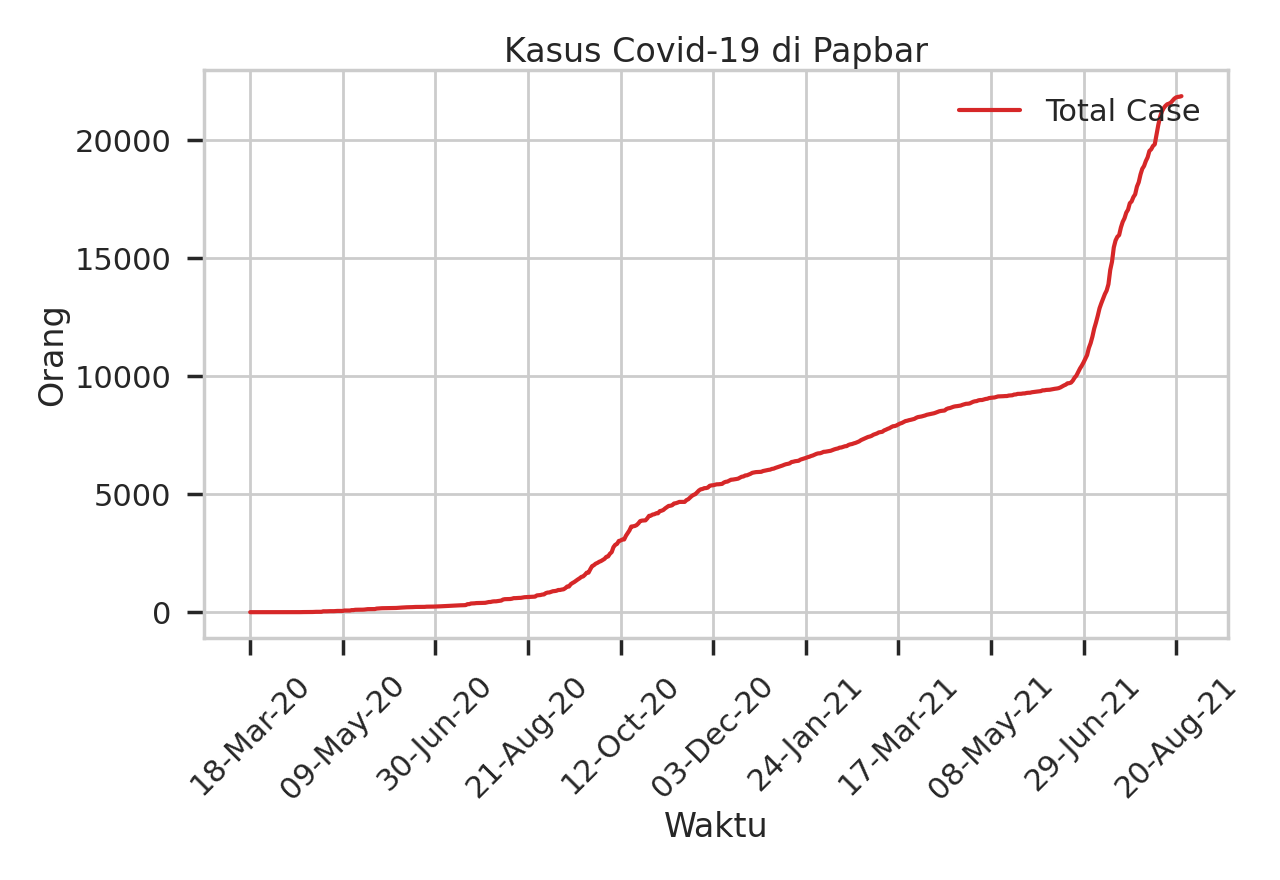 Kasus Covid-19 di Papbar
Total Case
20000
15000
10000
5000
0
Orang
18-Mar-20
09-May-20
30-Jun-20
21-Aug-20
12-Oct-20
03-Dec-20
24-Jan-21
17-Mar-21
08-May-21
29-Jun-21
20-Aug-21
Waktu